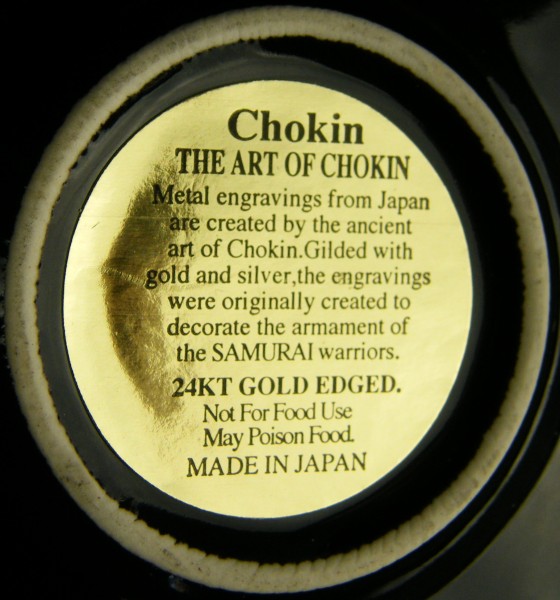 Chokin
THE ART OF CHOKIN
Metal engravings from Japan
are created by the ancient
art of Chokin.Gilded with
gold and silver,the engravings
were originally created to
decorate the armament of
the SAMURAI warriors.
24KT GOLD EDGED.
Not For Food Use
May Poison Food.
MADE IN JAPAN